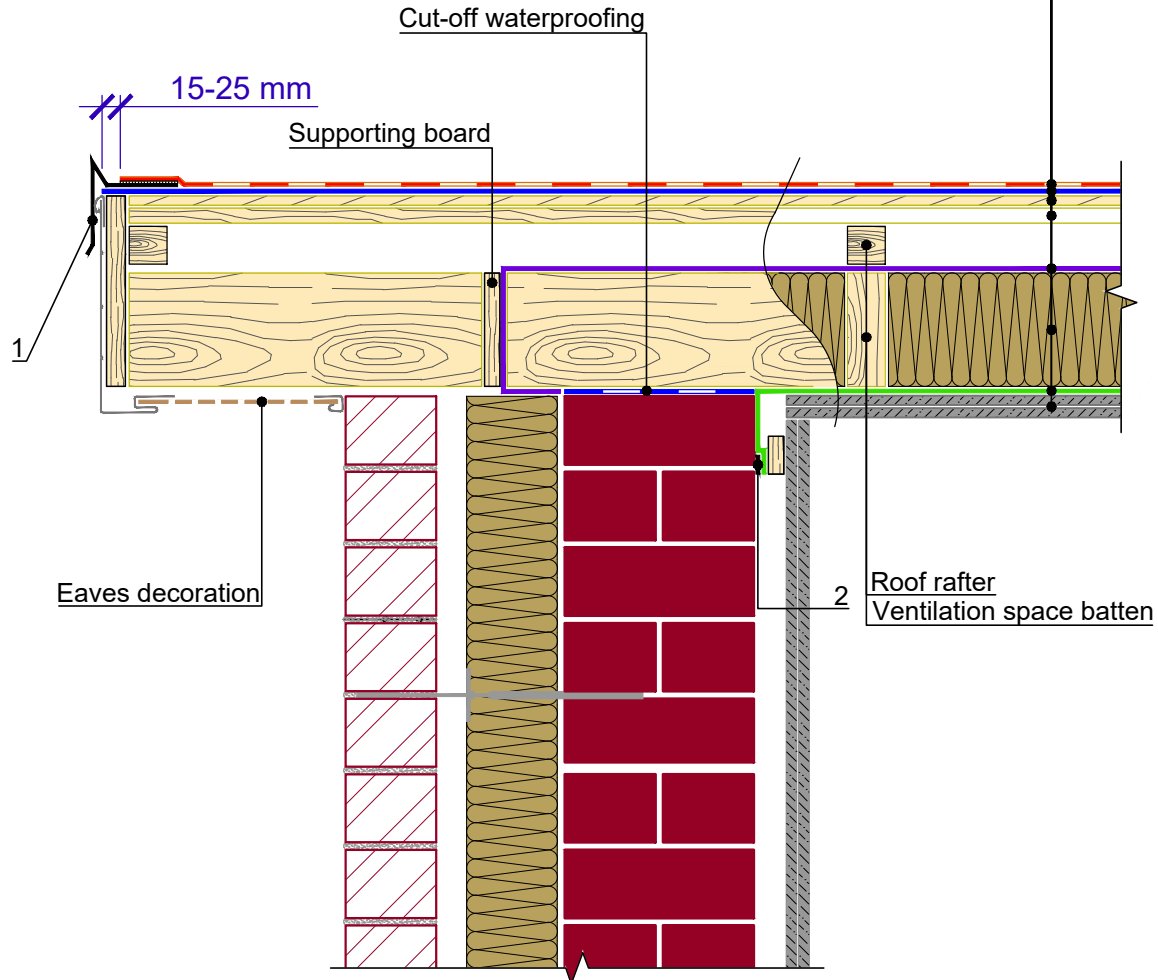 Cut-off waterproofing
15-25 mm
Supporting board
1
Eaves decoration
2
Roof rafter
Ventilation space batten